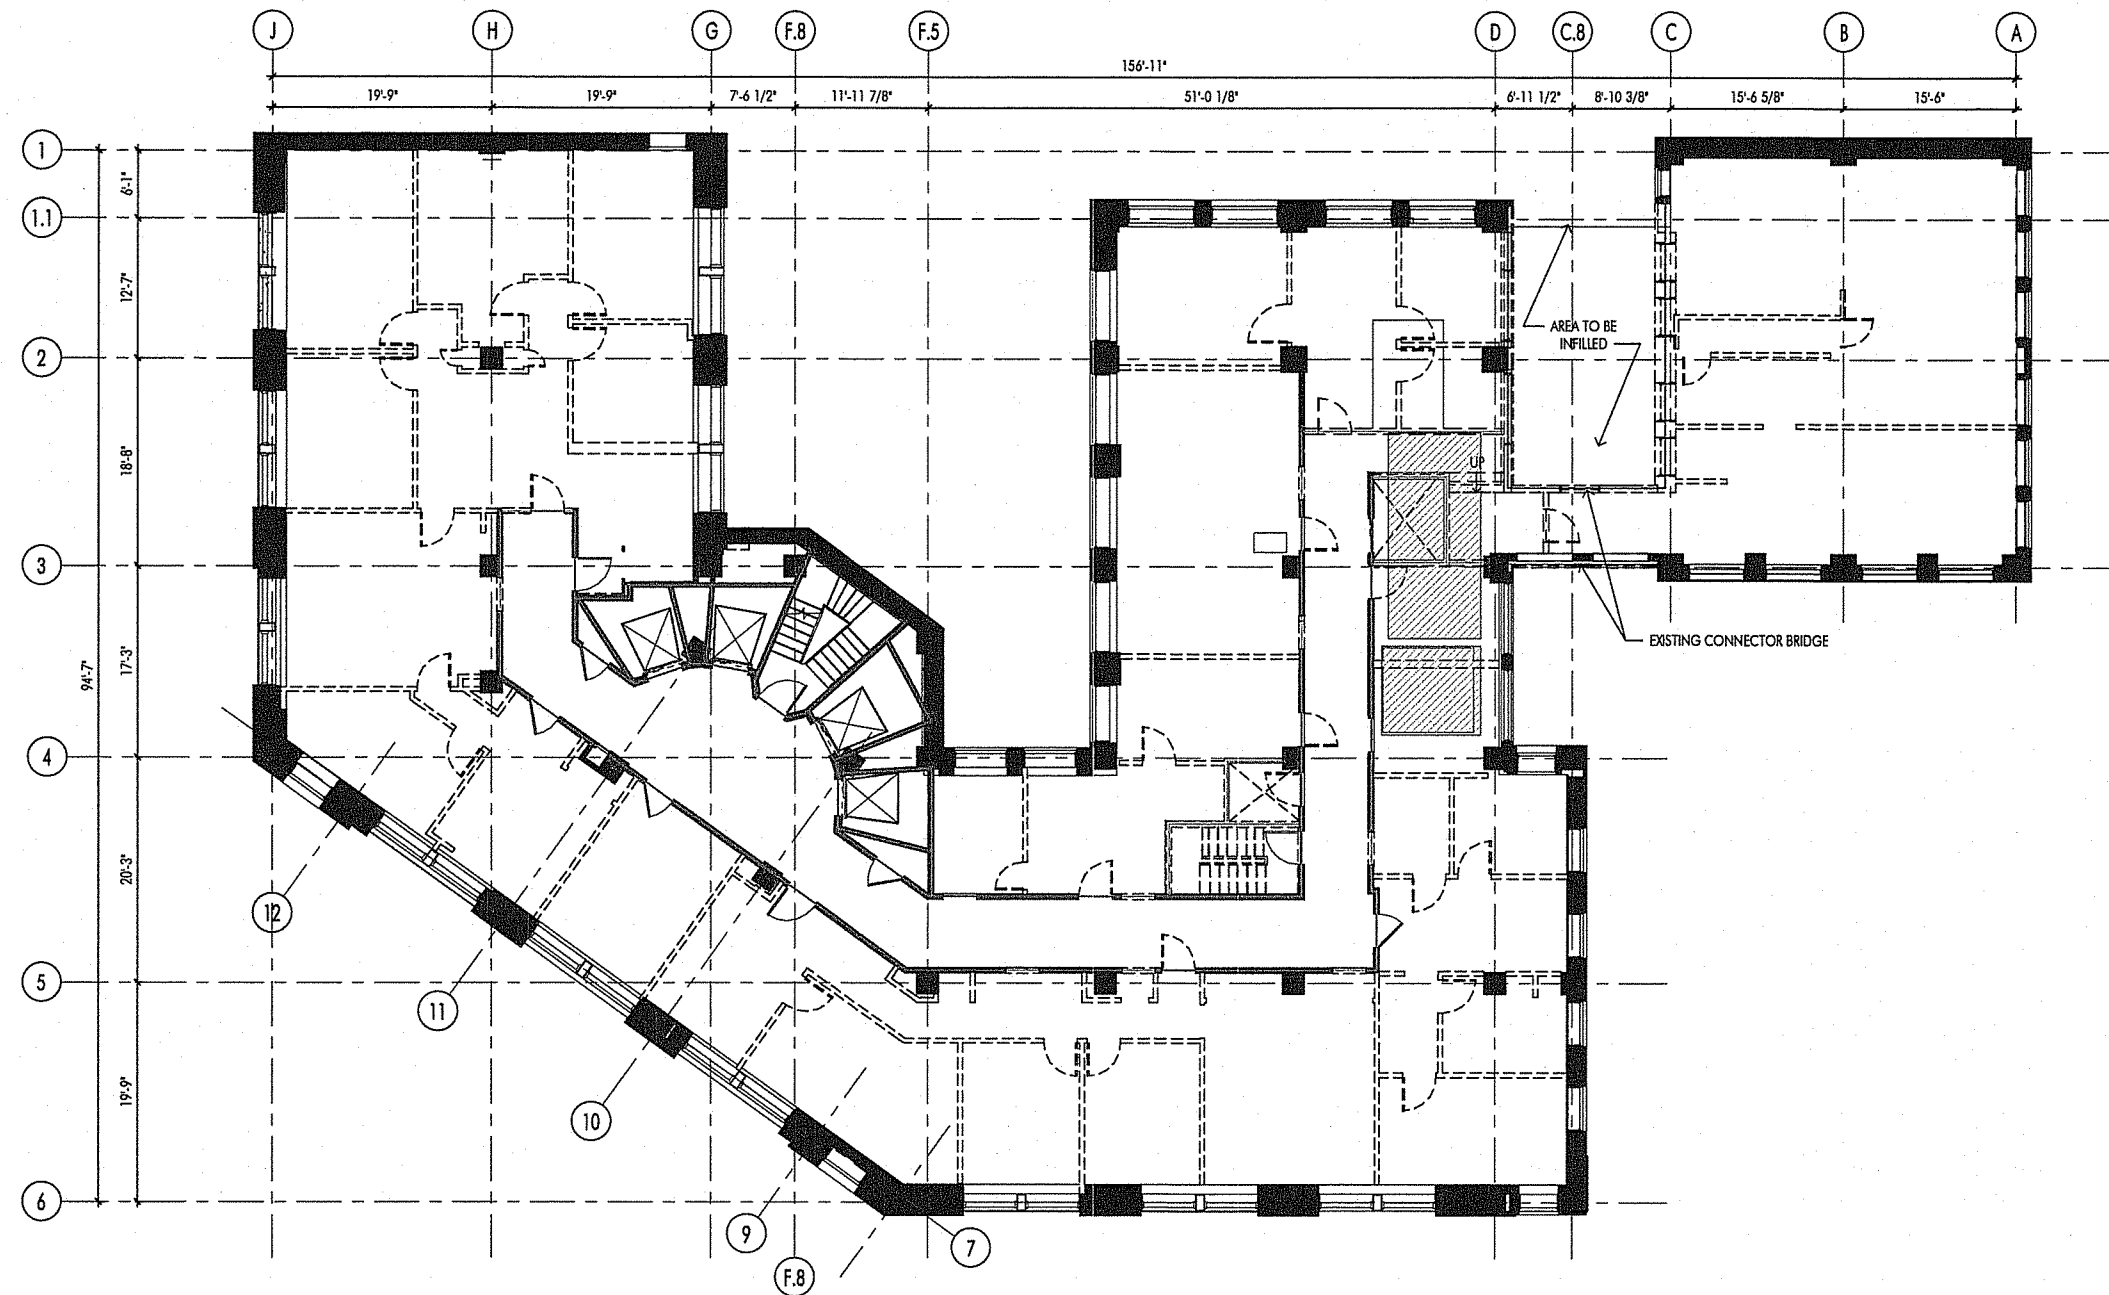 J H G F.8 F.5 D C.8 C B A
156'-11"
19'-9" 19'-9" 7'-6 1/2" 11'-11 7/8" 51'-0 1/8" 6'-11 1/2" 8'-10 3/8" 15'-6 5/8" 15'-6"
1
6'-1"
1.1
12'-7"
AREA TO BE
INFILLED
2
18'-8"
UP
3
EXISTING CONNECTOR BRIDGE
17'-3"
94'-7"
4
20'-3"
12
5
11
19'-9"
10
6
9
7
F.8